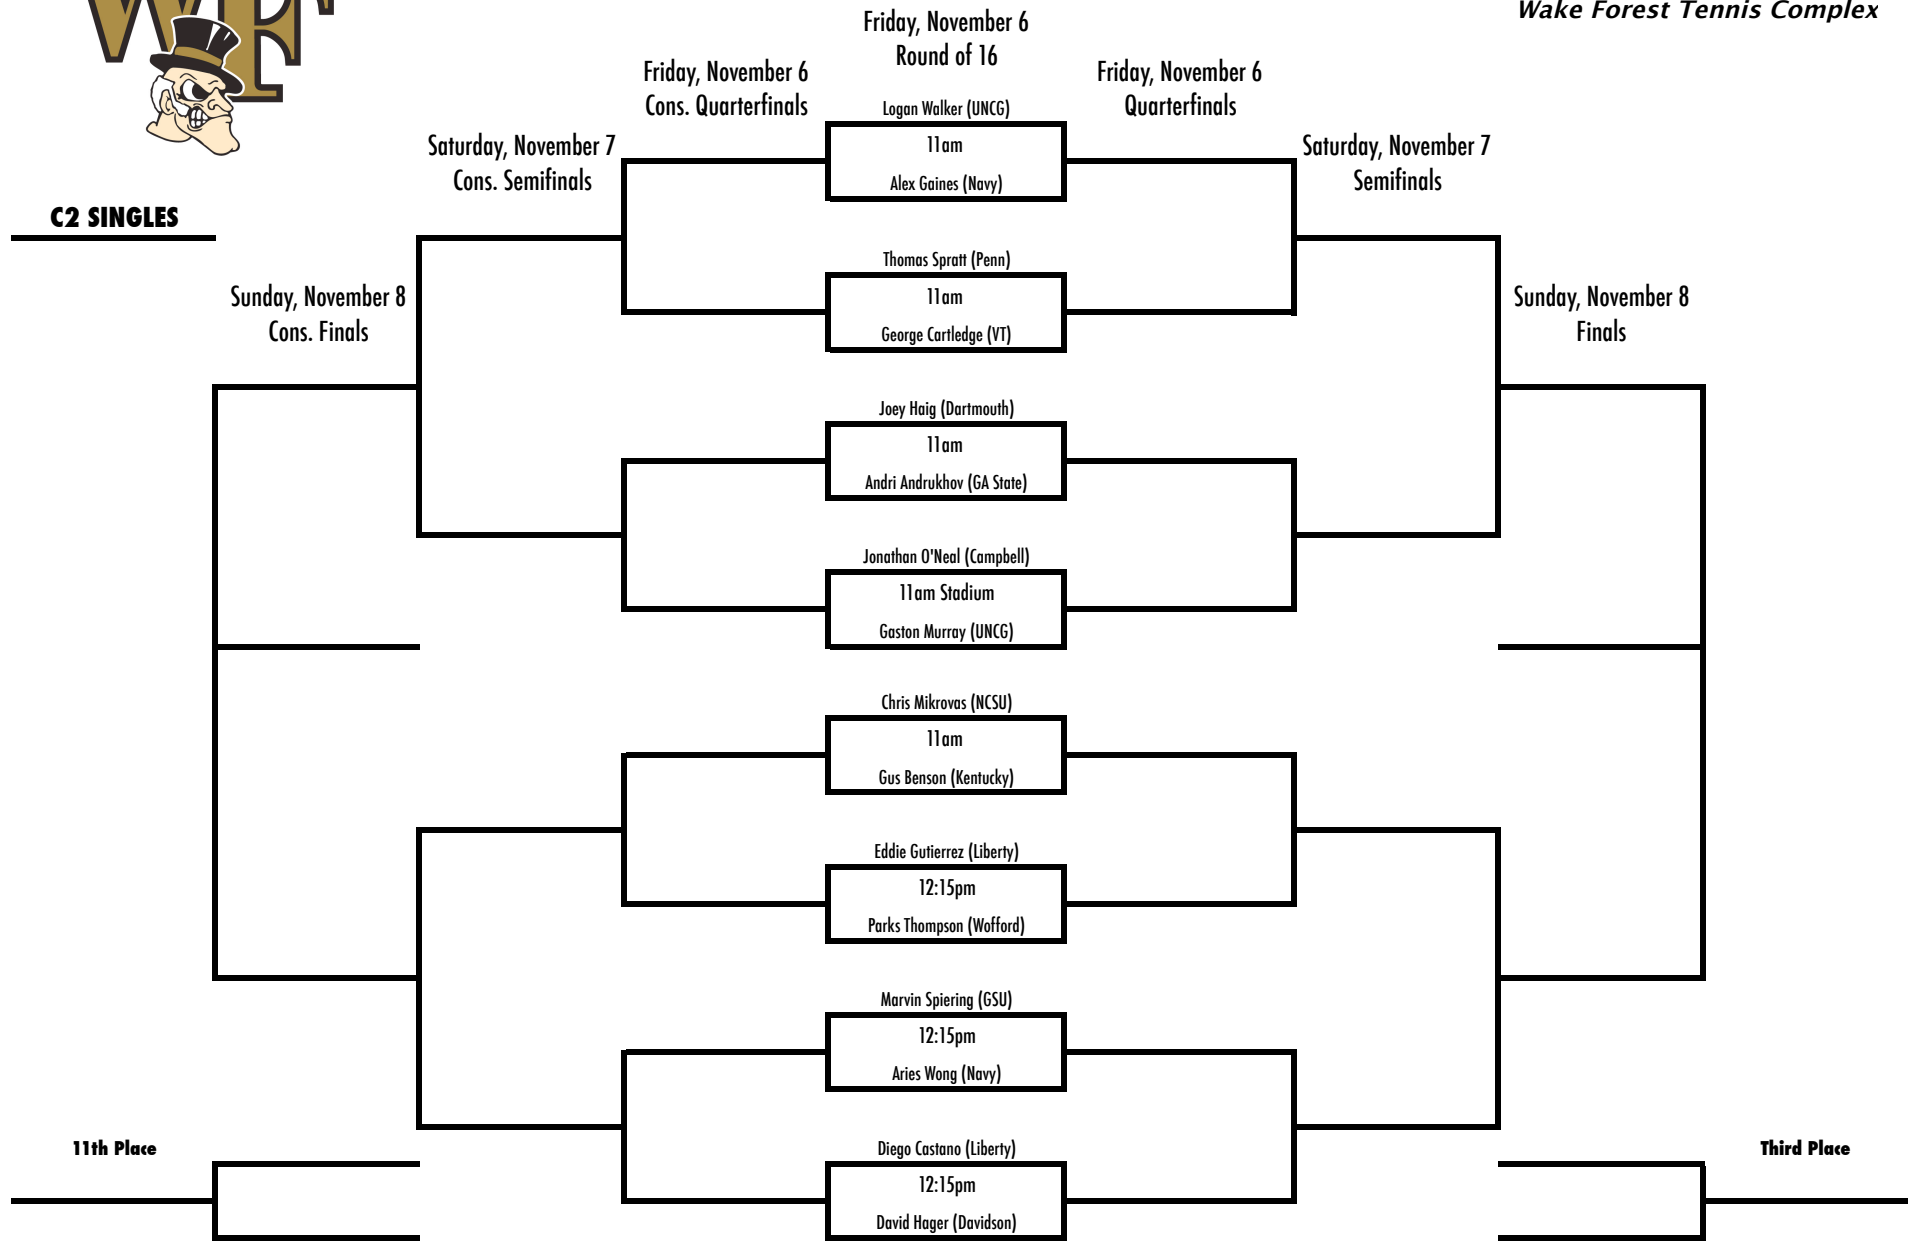 WF
Wake Forest Tennis Complex
Friday, November 6
Round of 16
Friday, November 6
Cons. Quarterfinals
Friday, November 6
Quarterfinals
Saturday, November 7
Cons. Semifinals
Saturday, November 7
Semifinals
C2 SINGLES
Sunday, November 8
Cons. Finals
Sunday, November 8
Finals
Logan Walker (UNCG)
11am
Alex Gaines (Navy)
Thomas Spratt (Penn)
11am
George Cartledge (VT)
Joey Haig (Dartmouth)
11am
Andri Andrukhov (GA State)
Jonathan O'Neal (Campbell)
11am Stadium
Gaston Murray (UNCG)
Chris Mikrovas (NCSU)
11am
Gus Benson (Kentucky)
Eddie Gutierrez (Liberty)
12:15pm
Parks Thompson (Wofford)
Marvin Spiering (GSU)
12:15pm
Aries Wong (Navy)
11th Place
Diego Castano (Liberty)
Third Place
12:15pm
David Hager (Davidson)